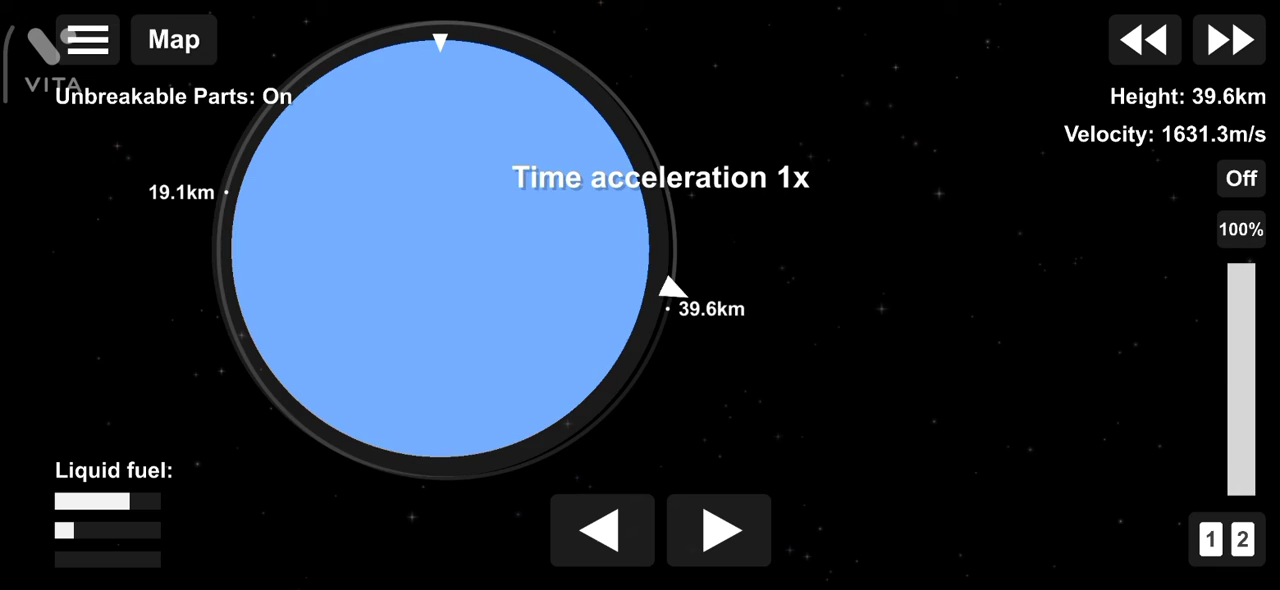 Map
VITA
Unbreakable Parts: On
Height: 39.6km
Velocity: 1631.3m/s
Time acceleration 1x
Off
19.1km
100%
39.6km
Liquid fuel:
1 2